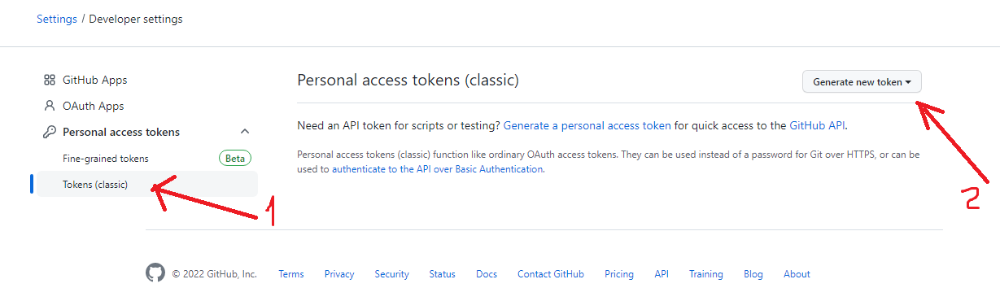 Settings / Developer settings
GitHub Apps
OAuth Apps
Personal access tokens
Fine-grained tokens Beta
Tokens (classic)
1
Personal access tokens (classic)
Generate new token
2
Need an API token for scripts or testing? Generate a personal access token for quick access to the GitHub API.
Personal access tokens (classic) function like ordinary OAuth access tokens. They can be used instead of a password for Git over HTTPS, or can be
used to authenticate to the API over Basic Authentication.
© 2022 GitHub, Inc. Terms Privacy Security Status Docs Contact GitHub Pricing API Training Blog About